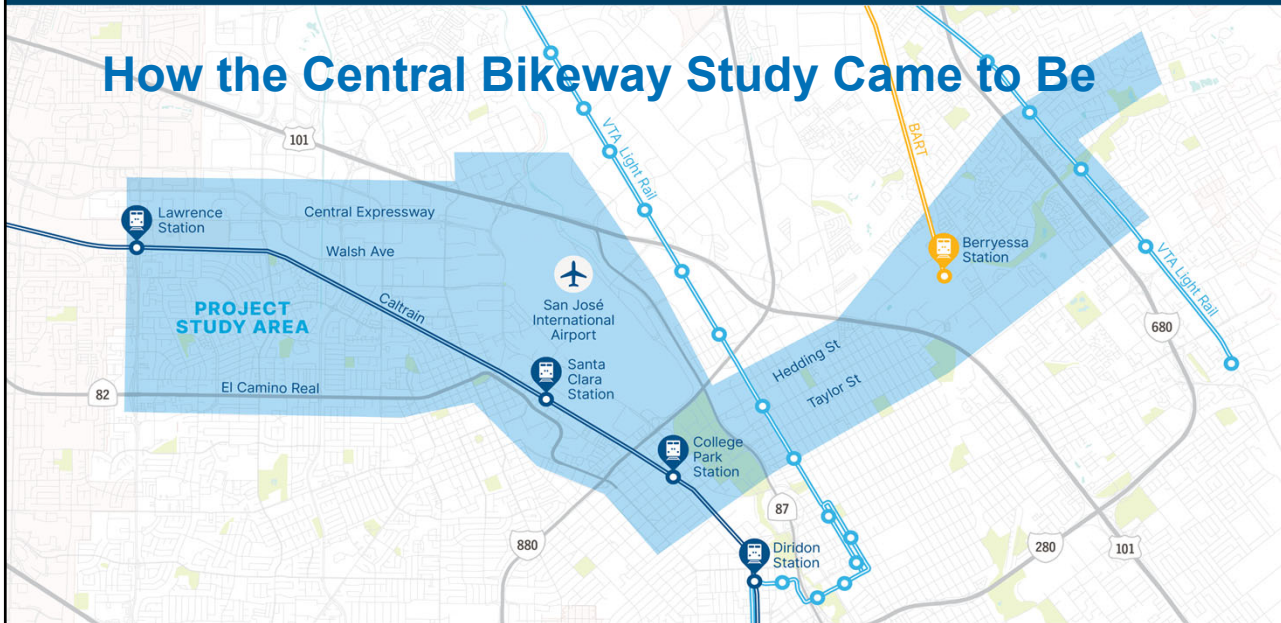 How the Central Bikeway Study Came to Be
101
VTA Light Rail
BART
Lawrence
Station
Central Expressway
Walsh Ave
Berryessa
Station
VTA Light Rail
PROJECT
STUDY AREA
Caltrain
San José
International
Airport
680
Hedding St
Santa
Clara
Station
82
El Camino Real
Taylor St
College
Park
Station
87
880
Diridon
Station
280
101